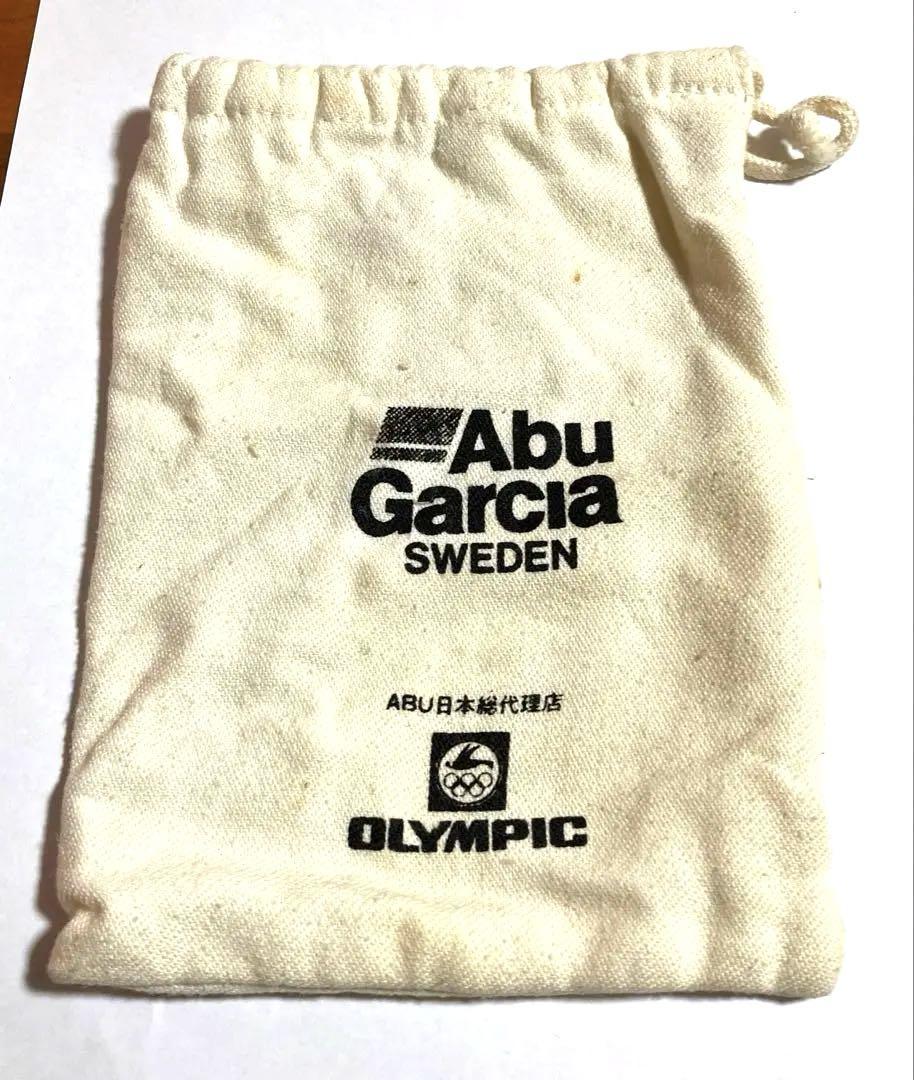 Abu
Garcia
SWEDEN
ABU日本総代理店
OLYMPIC